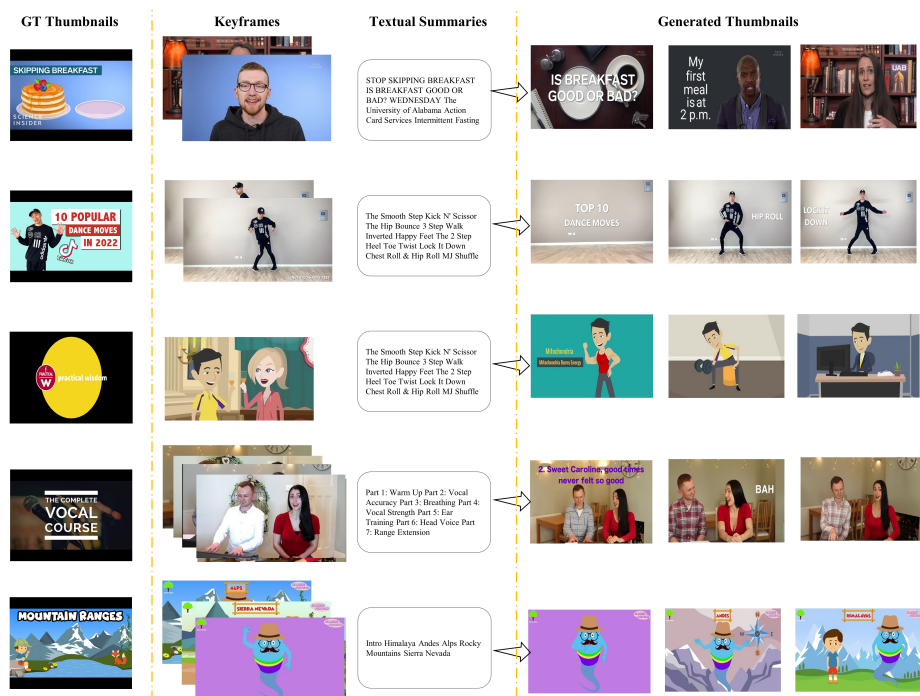 GT Thumbnails
Keyframes
Textual Summaries
Generated Thumbnails
SKIPPING BREAKFAST
SCIENCE
INSIDER
STOP SKIPPING BREAKFAST
IS BREAKFAST GOOD OR
BAD? WEDNESDAY The
University of Alabama Action
Card Services Intermittent Fasting
IS BREAKFAST
GOOD OR BAD?
My
first
meal
is at
2 p.m.
UAB
10 POPULAR
DANCE MOVES
IN 2022
The Smooth Step Kick N' Scissor
The Hip Bounce 3 Step Walk
Inverted Happy Feet The 2 Step
Heel Toe Twist Lock It Down
Chest Roll & Hip Roll MJ Shuffle
TOP 10
DANCE MOVES
HIP ROLL
LOCK IT
DOWN
PRACTICAL
W
practical wisdom
The Smooth Step Kick N' Scissor
The Hip Bounce 3 Step Walk
Inverted Happy Feet The 2 Step
Heel Toe Twist Lock It Down
Chest Roll & Hip Roll MJ Shuffle
Mitochondria
Mitochondria Burns Energy
THE COMPLETE
VOCAL
COURSE
Part 1: Warm Up Part 2: Vocal
Accuracy Part 3: Breathing Part 4:
Vocal Strength Part 5: Ear
Training Part 6: Head Voice Part
7: Range Extension
2. Sweet Caroline, good times
never felt so good
BAH
MOUNTAIN RANGES
ALPS
SIERRA NEVADA
Intro Himalaya Andes Alps Rocky
Mountains Sierra Nevada
ANDES
HIMALAYAS